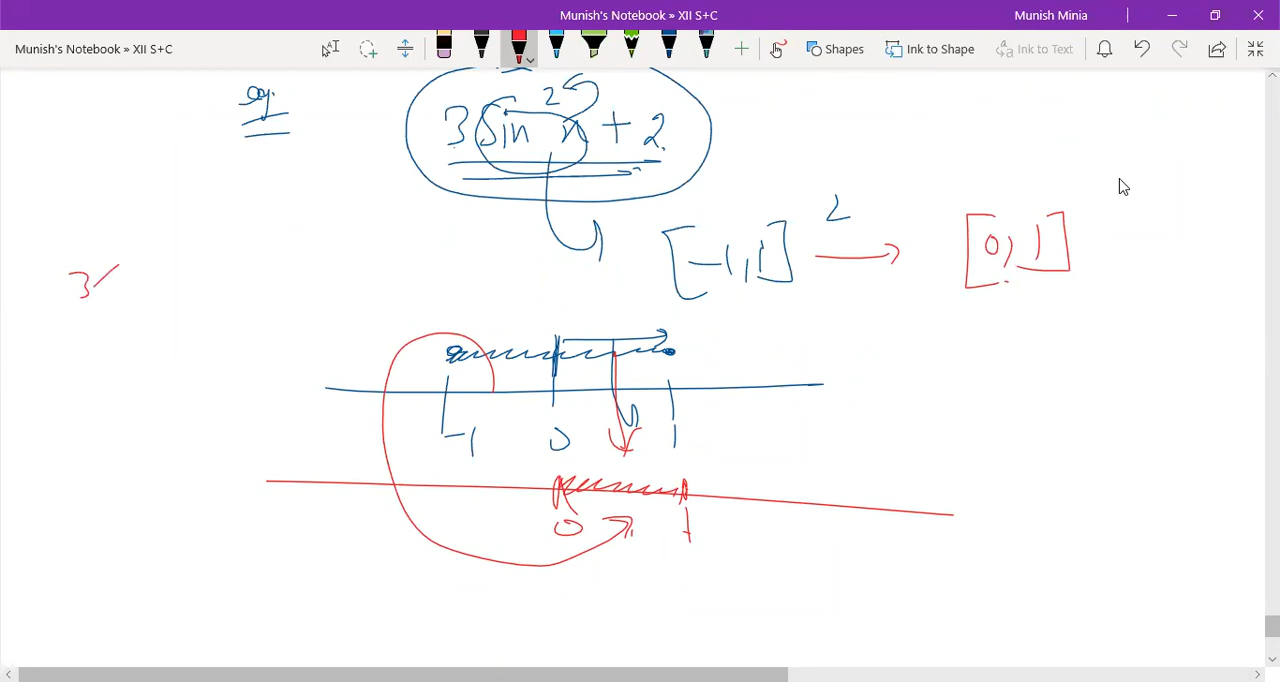 Munish's Notebook » XII S+C
Munish Minia
Munish's Notebook » XII S+C
Shapes
Ink to Shape
Ink to Text
eg.
3 Sin² x + 2
[-1, 1] 2 → [0, 1]
3
-1 0 1
0 1